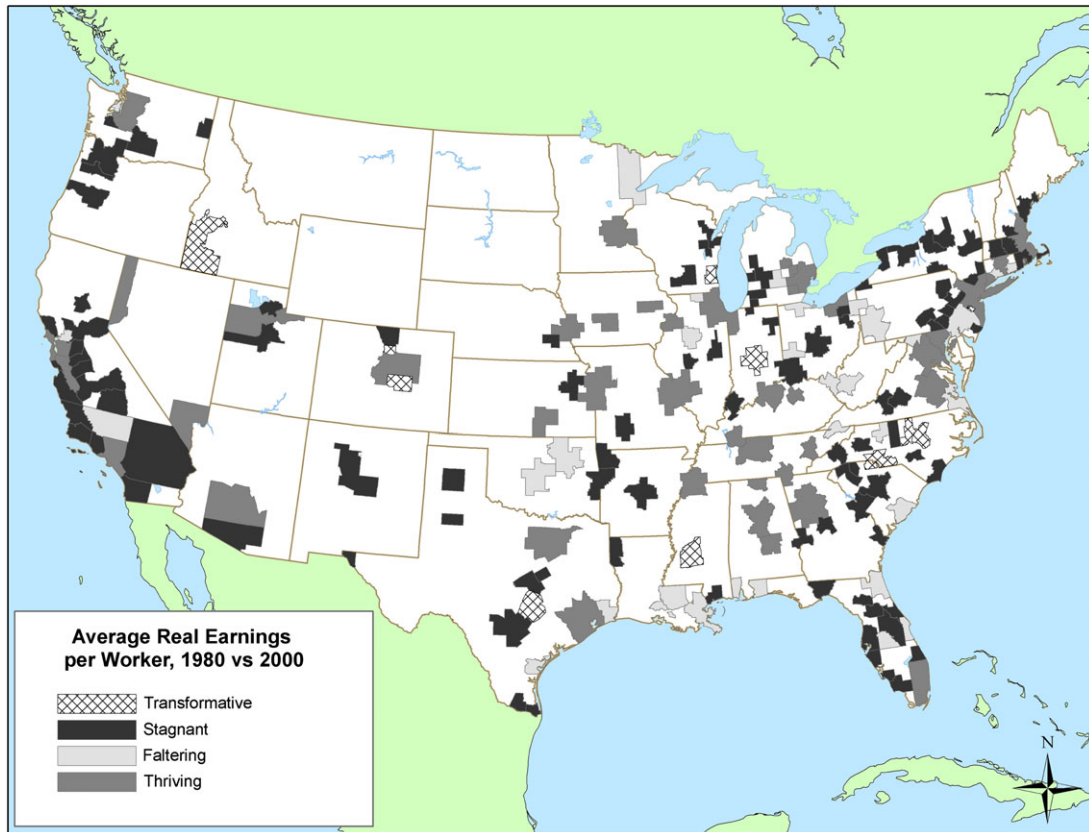 Average Real Earnings
per Worker, 1980 vs 2000
Transformative
Stagnant
Faltering
Thriving
N